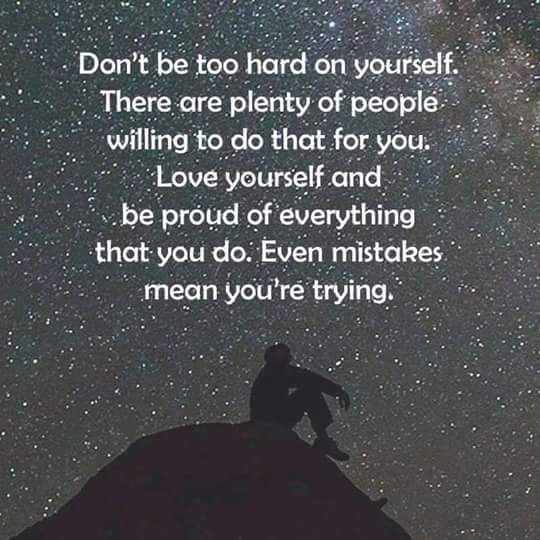 Don't be too hard on yourself.
There are plenty of people
willing to do that for you.
Love yourself and
be proud of everything
that you do. Even mistakes
mean you're trying.